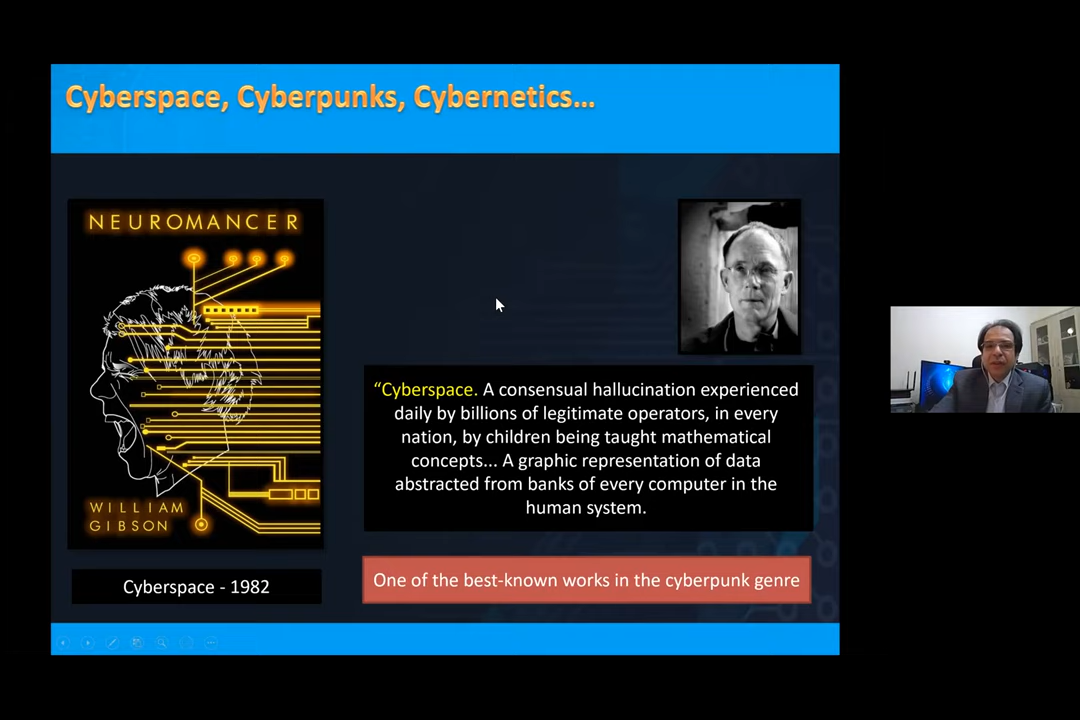 Cyberspace, Cyberpunks, Cybernetics...
NEUROMANCER
WILLIAM
GIBSON
Cyberspace - 1982
“Cyberspace. A consensual hallucination experienced
daily by billions of legitimate operators, in every
nation, by children being taught mathematical
concepts... A graphic representation of data
abstracted from banks of every computer in the
human system.
One of the best-known works in the cyberpunk genre